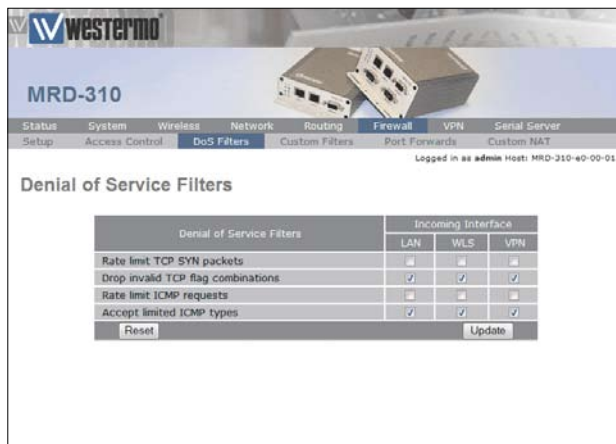 Westermo
MRD-310
Status System Wireless Network Routing Firewall VPN Serial Server
Setup Access Control DoS Filters Custom Filters Port Forwards Custom NAT
Logged in as admin Host: MRD-310-e0-00-01
Denial of Service Filters
Denial of Service Filters Incoming Interface
LAN WLS VPN
Rate limit TCP SYN packets
Drop invalid TCP flag combinations
Rate limit ICMP requests
Accept limited ICMP types
Reset Update